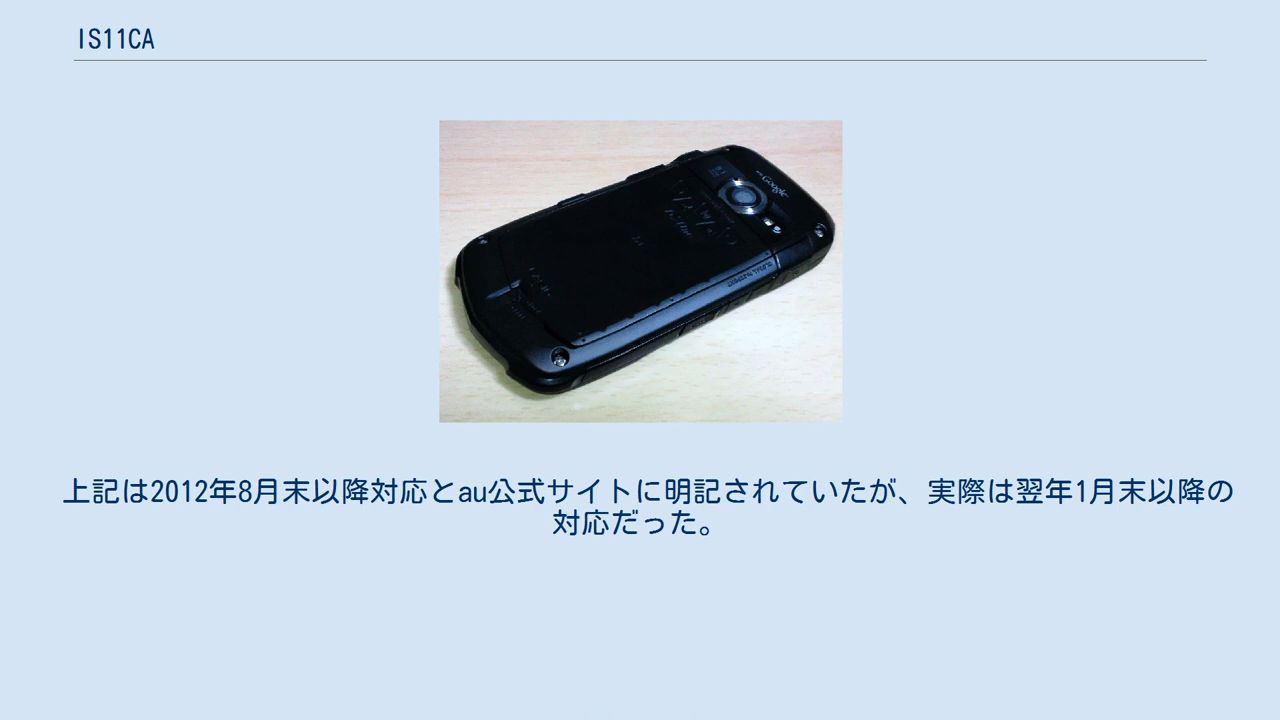 IS11CA
with Google
上記は2012年8月末以降対応とau公式サイトに明記されていたが、実際は翌年1月末以降の
対応だった。